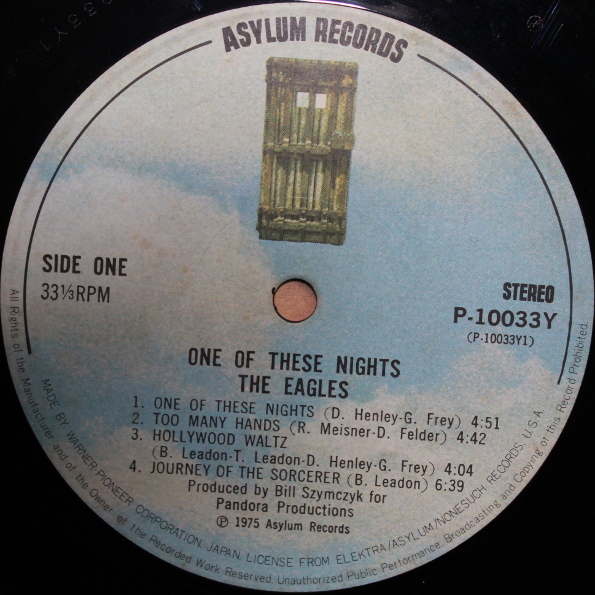 ASYLUM RECORDS
SIDE ONE
33⅓ RPM
STEREO
P-10033Y
(P-10033Y1)
ONE OF THESE NIGHTS
THE EAGLES
1. ONE OF THESE NIGHTS (D. Henley-G. Frey) 4:51
2. TOO MANY HANDS (R. Meisner-D. Felder) 4:42
3. HOLLYWOOD WALTZ
(B. Leadon-T. Leadon-D. Henley-G. Frey) 4:04
4. JOURNEY OF THE SORCERER (B. Leadon) 6:39
Produced by Bill Szymczyk for
Pandora Productions
℗ 1975 Asylum Records
MADE BY WARNER-PIONEER CORPORATION, JAPAN. LICENSE FROM ELEKTRA/ASYLUM/NONESUCH RECORDS, U.S.A.
All Rights of the Manufacturer and of the Owner of the Recorded Work Reserved. Unauthorized Public Performance, Broadcasting and Copying of this Record Prohibited.